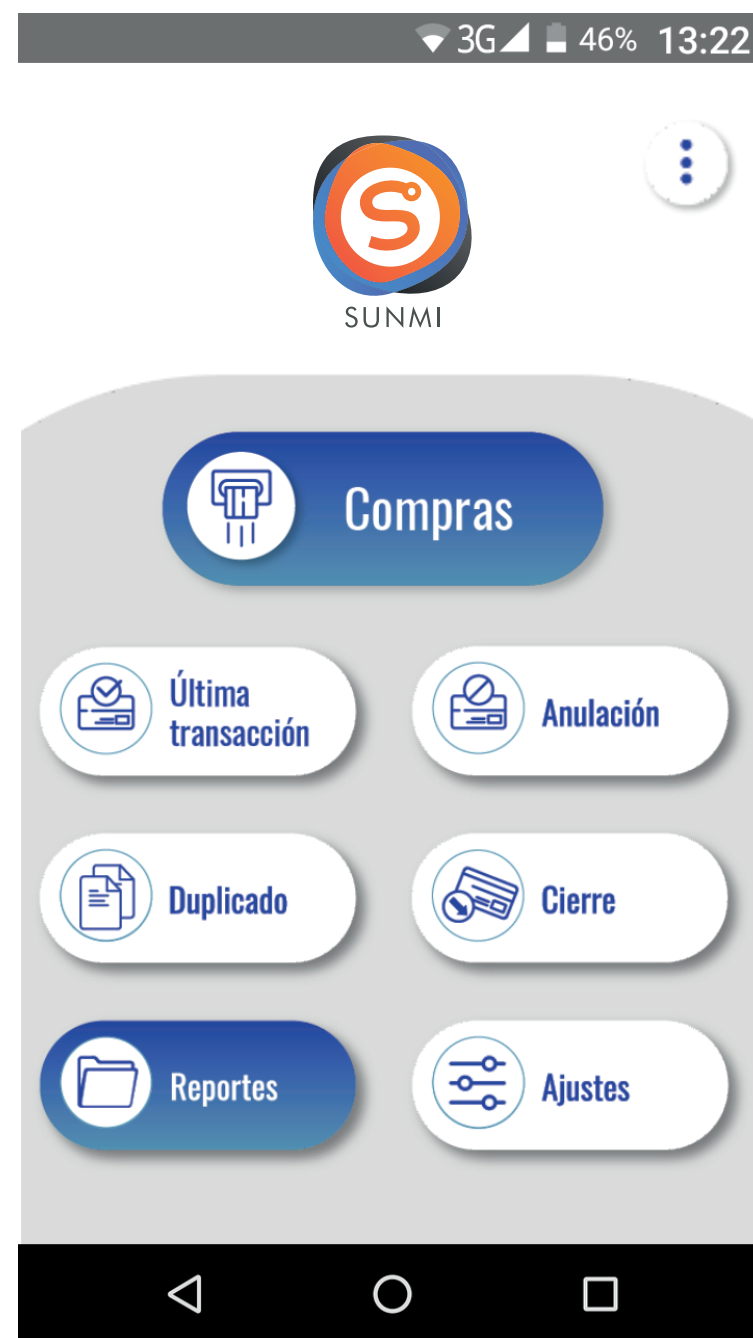 3G 46% 13:22
SUNMI
Compras
Última
transacción
Anulación
Duplicado
Cierre
Reportes
Ajustes